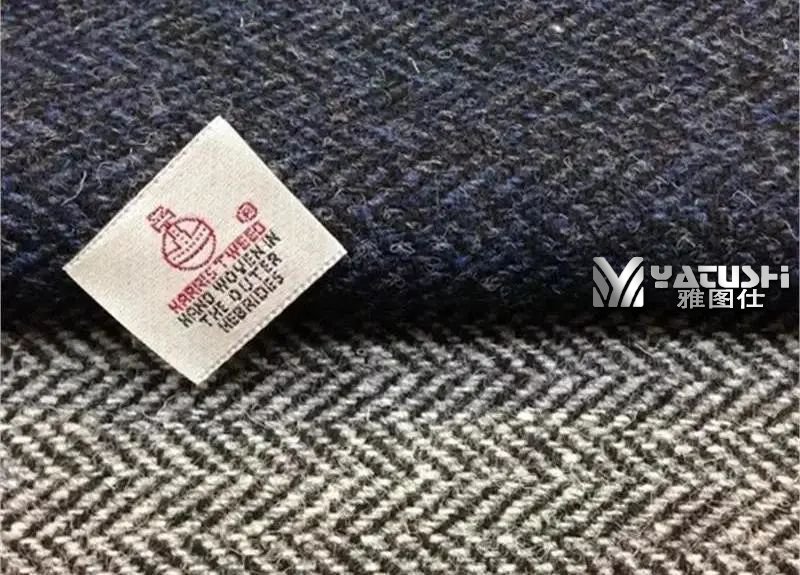 ®
HARRIS TWEED
HAND WOVEN IN
THE OUTER
HEBRIDES
YATUSHI
雅图仕